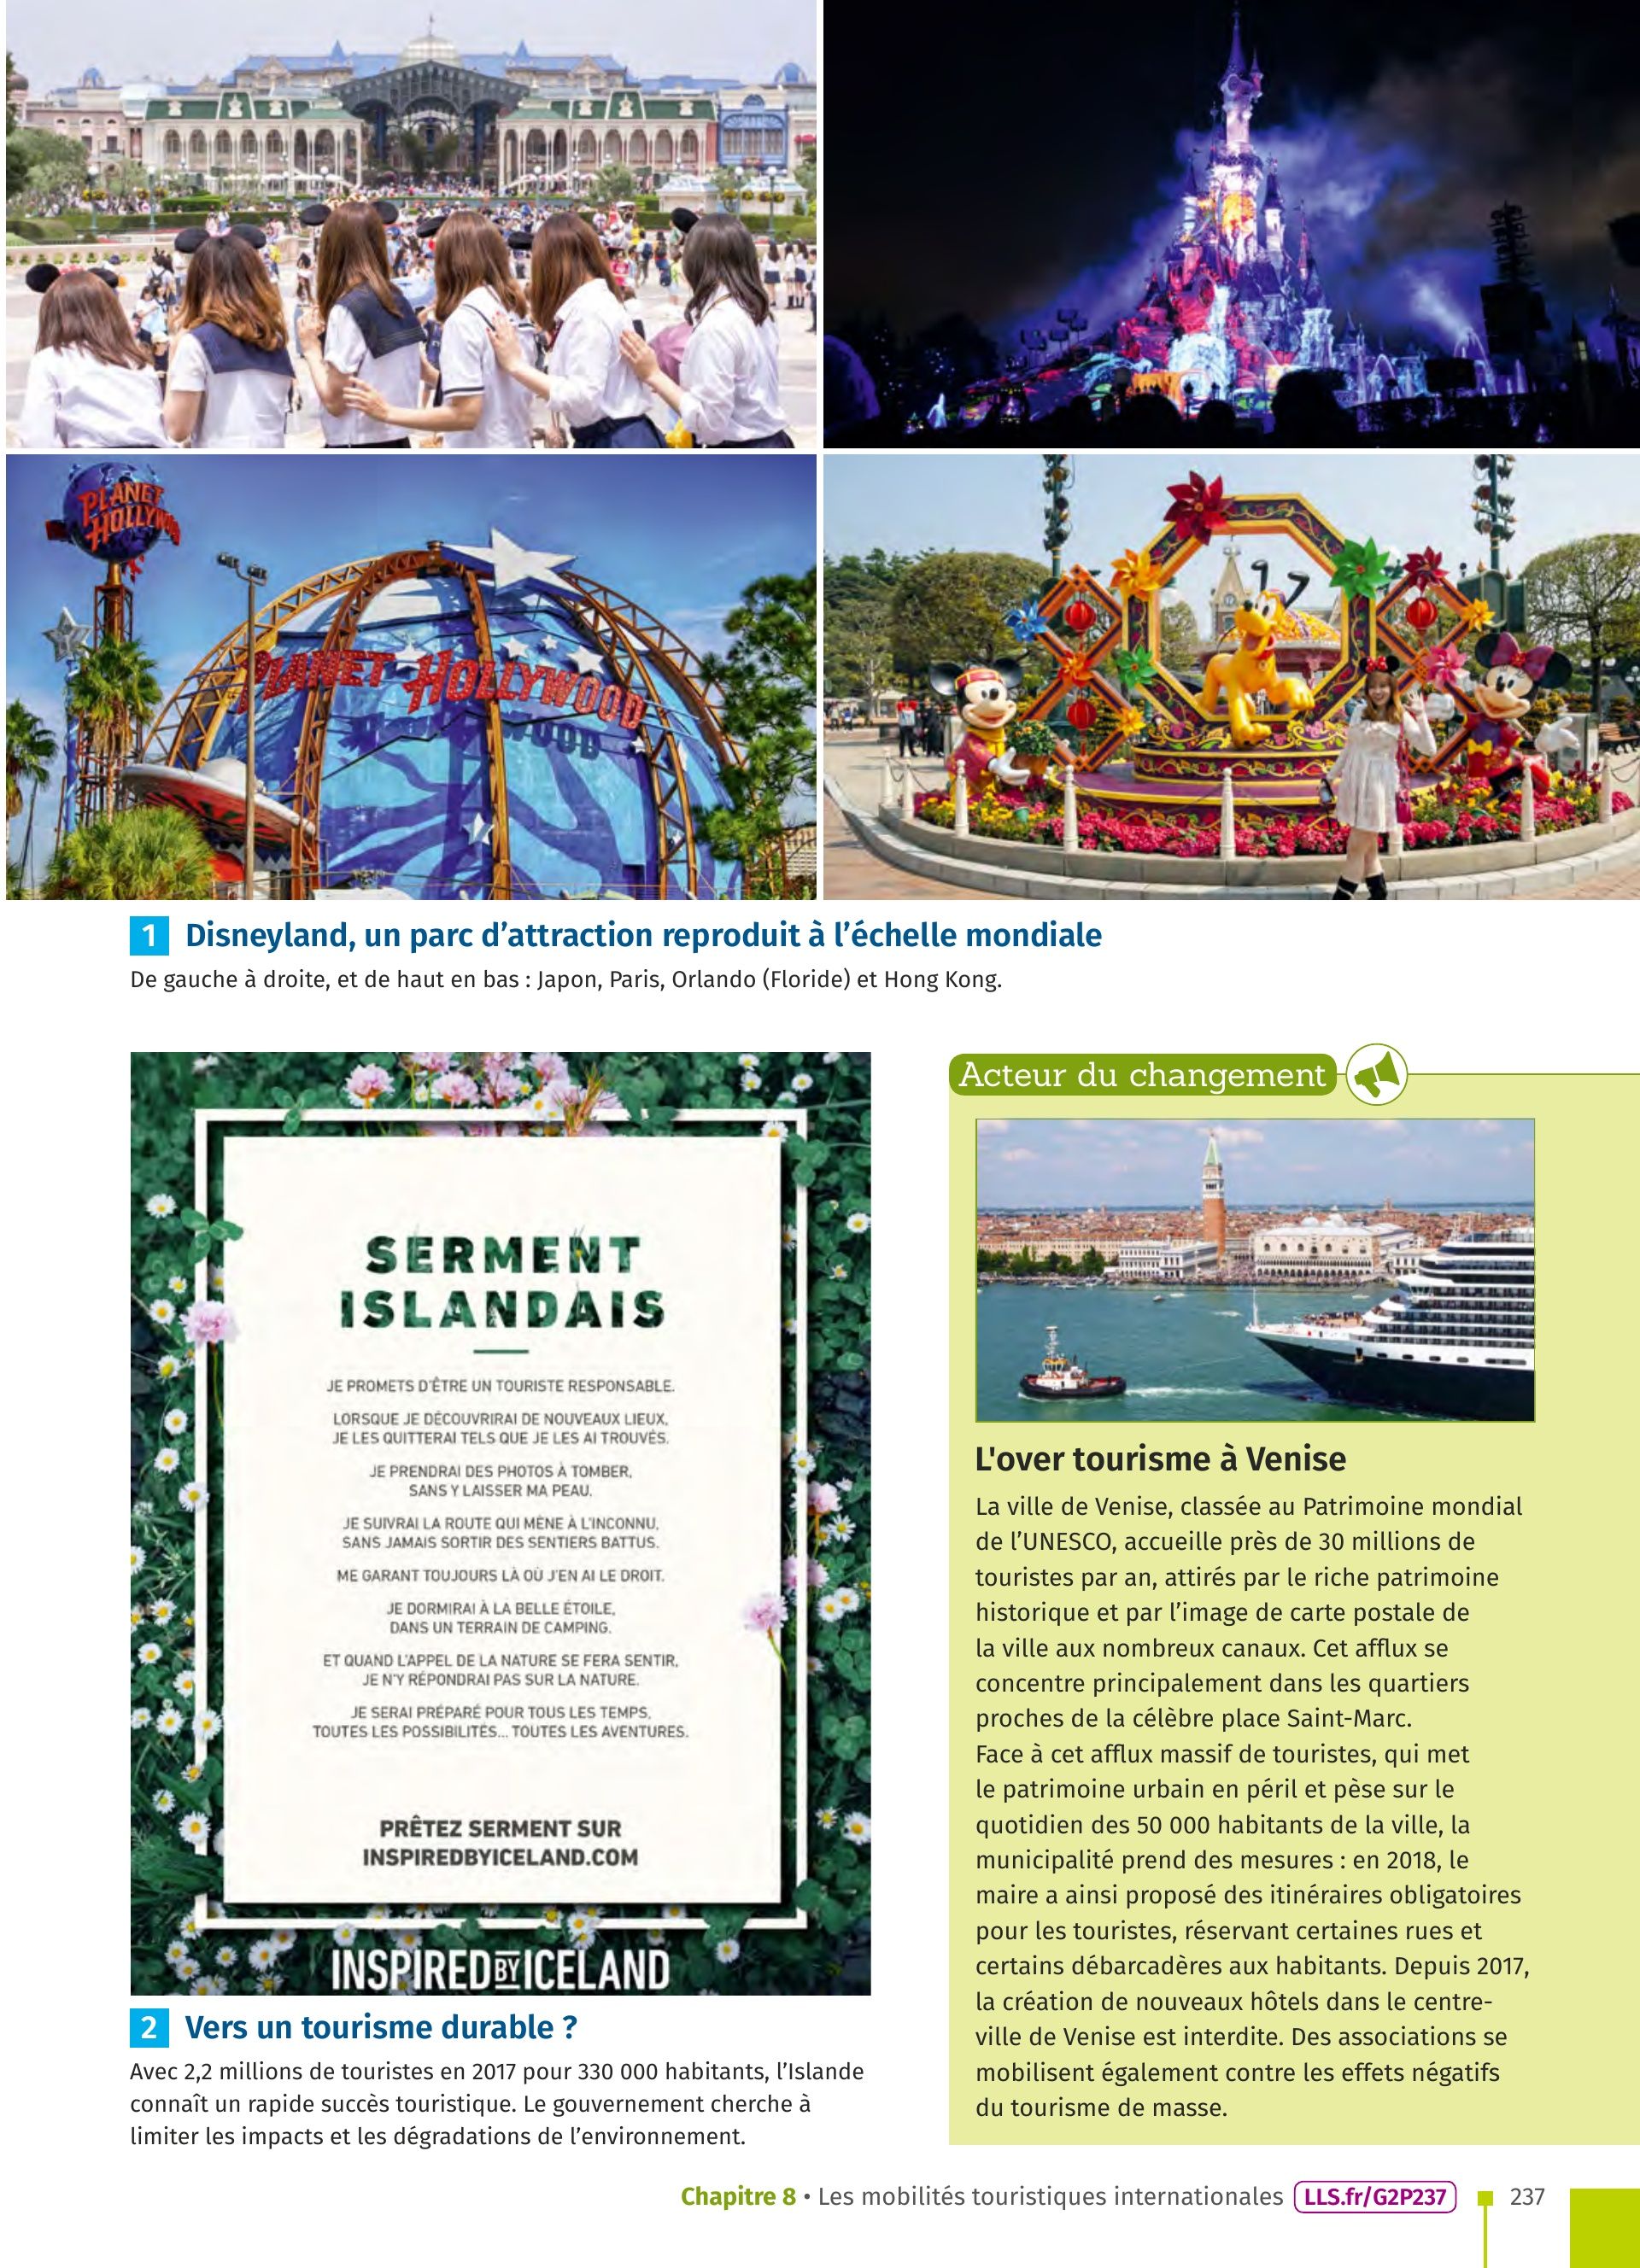 PLANET
HOLLYWOOD
PLANET HOLLYWOOD
1 Disneyland, un parc d’attraction reproduit à l’échelle mondiale
De gauche à droite, et de haut en bas : Japon, Paris, Orlando (Floride) et Hong Kong.
SERMENT
ISLANDAIS
JE PROMETS D'ÊTRE UN TOURISTE RESPONSABLE.
LORSQUE JE DÉCOUVRIRAI DE NOUVEAUX LIEUX,
JE LES QUITTERAI TELS QUE JE LES AI TROUVÉS.
JE PRENDRAI DES PHOTOS À TOMBER,
SANS Y LAISSER MA PEAU.
JE SUIVRAI LA ROUTE QUI MÈNE À L'INCONNU,
SANS JAMAIS SORTIR DES SENTIERS BATTUS.
ME GARANT TOUJOURS LÀ OÙ J'EN AI LE DROIT.
JE DORMIRAI À LA BELLE ÉTOILE,
DANS UN TERRAIN DE CAMPING.
ET QUAND L'APPEL DE LA NATURE SE FERA SENTIR,
JE N'Y RÉPONDRAI PAS SUR LA NATURE.
JE SERAI PRÉPARÉ POUR TOUS LES TEMPS,
TOUTES LES POSSIBILITÉS... TOUTES LES AVENTURES.
PRÊTEZ SERMENT SUR
INSPIREDBYICELAND.COM
INSPIRED BY ICELAND
2 Vers un tourisme durable ?
Avec 2,2 millions de touristes en 2017 pour 330 000 habitants, l’Islande
connaît un rapide succès touristique. Le gouvernement cherche à
limiter les impacts et les dégradations de l’environnement.
Acteur du changement
L'over tourisme à Venise
La ville de Venise, classée au Patrimoine mondial
de l’UNESCO, accueille près de 30 millions de
touristes par an, attirés par le riche patrimoine
historique et par l’image de carte postale de
la ville aux nombreux canaux. Cet afflux se
concentre principalement dans les quartiers
proches de la célèbre place Saint-Marc.
Face à cet afflux massif de touristes, qui met
le patrimoine urbain en péril et pèse sur le
quotidien des 50 000 habitants de la ville, la
municipalité prend des mesures : en 2018, le
maire a ainsi proposé des itinéraires obligatoires
pour les touristes, réservant certaines rues et
certains débarcadères aux habitants. Depuis 2017,
la création de nouveaux hôtels dans le centre-
ville de Venise est interdite. Des associations se
mobilisent également contre les effets négatifs
du tourisme de masse.
Chapitre 8 • Les mobilités touristiques internationales LLS.fr/G2P237 237